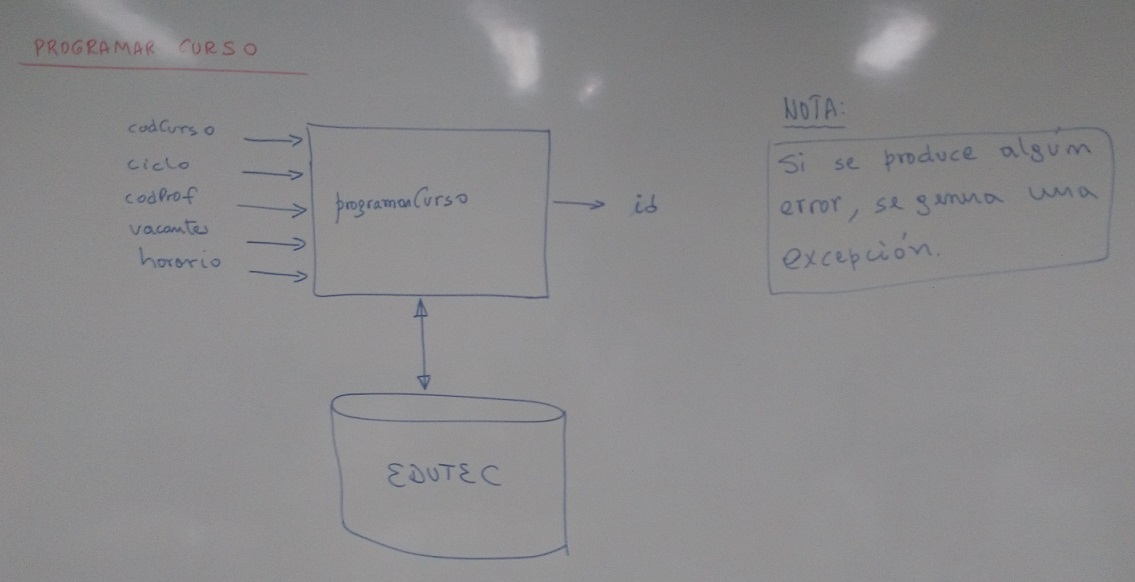 PROGRAMAR CURSO
codCurso
ciclo
codProf
vacantes
horario
programarCurso
id
EDUTEC
NOTA:
Si se produce algún
error, se genera una
excepción.